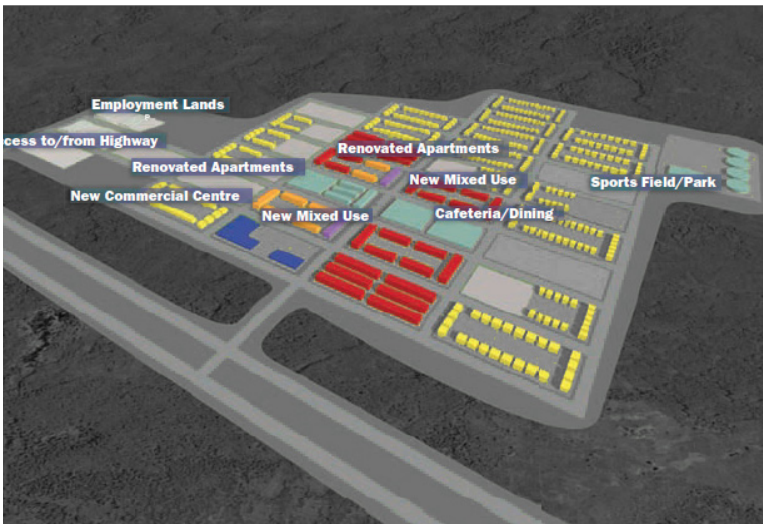 Employment Lands
cess to/from Highway
Renovated Apartments
Renovated Apartments
New Mixed Use
Sports Field/Park
New Commercial Centre
New Mixed Use
Cafeteria/Dining